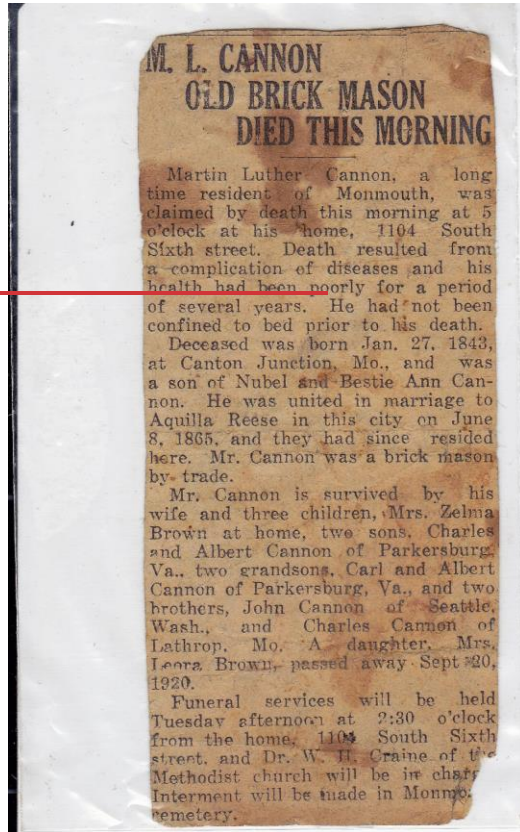 M. L. CANNON
OLD BRICK MASON
DIED THIS MORNING
Martin Luther Cannon, a long
time resident of Monmouth, was
claimed by death this morning at 5
o'clock at his home, 1104 South
Sixth street. Death resulted from
a complication of diseases and his
health had been poorly for a period
of several years. He had not been
confined to bed prior to his death.
Deceased was born Jan. 27, 1843,
at Canton Junction, Mo., and was
a son of Nubel and Bestie Ann Can-
non. He was united in marriage to
Aquilla Reese in this city on June
8, 1865, and they had since resided
here. Mr. Cannon was a brick mason
by trade.
Mr. Cannon is survived by his
wife and three children, Mrs. Zelma
Brown at home, two sons, Charles
and Albert Cannon of Parkersburg,
Va., two grandsons, Carl and Albert
Cannon of Parkersburg, Va., and two
brothers, John Cannon of Seattle,
Wash., and Charles Cannon of
Lathrop, Mo. A daughter, Mrs.
Leora Brown, passed away Sept 20,
1920.
Funeral services will be held
Tuesday afternoon at 2:30 o'clock
from the home, 1104 South Sixth
street, and Dr. W. H. Craine of the
Methodist church will be in
Interment will be made in
cemetery.